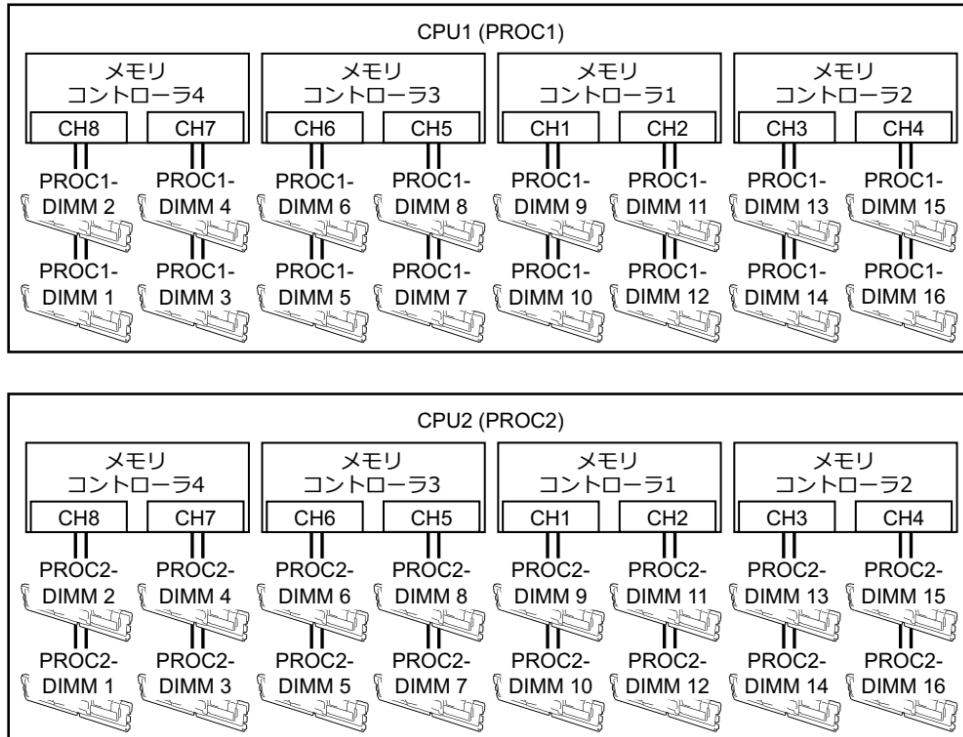 CPU1 (PROC1)
メモリ
コントローラ4
メモリ
コントローラ3
メモリ
コントローラ1
メモリ
コントローラ2
CH8 CH7 CH6 CH5 CH1 CH2 CH3 CH4
PROC1- PROC1- PROC1- PROC1- PROC1- PROC1- PROC1- PROC1-
DIMM 2 DIMM 4 DIMM 6 DIMM 8 DIMM 9 DIMM 11 DIMM 13 DIMM 15
PROC1- PROC1- PROC1- PROC1- PROC1- PROC1- PROC1- PROC1-
DIMM 1 DIMM 3 DIMM 5 DIMM 7 DIMM 10 DIMM 12 DIMM 14 DIMM 16
CPU2 (PROC2)
メモリ
コントローラ4
メモリ
コントローラ3
メモリ
コントローラ1
メモリ
コントローラ2
CH8 CH7 CH6 CH5 CH1 CH2 CH3 CH4
PROC2- PROC2- PROC2- PROC2- PROC2- PROC2- PROC2- PROC2-
DIMM 2 DIMM 4 DIMM 6 DIMM 8 DIMM 9 DIMM 11 DIMM 13 DIMM 15
PROC2- PROC2- PROC2- PROC2- PROC2- PROC2- PROC2- PROC2-
DIMM 1 DIMM 3 DIMM 5 DIMM 7 DIMM 10 DIMM 12 DIMM 14 DIMM 16